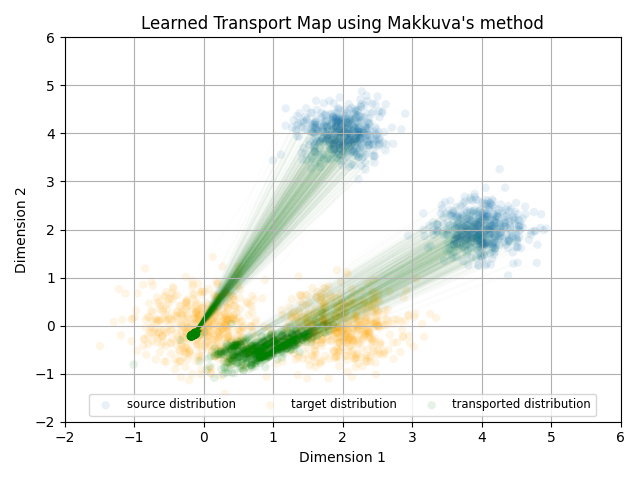 Learned Transport Map using Makkuva's method
6
5
4
3
2
1
0
−1
−2
Dimension 2
source distribution target distribution transported distribution
−2 −1 0 1 2 3 4 5 6
Dimension 1